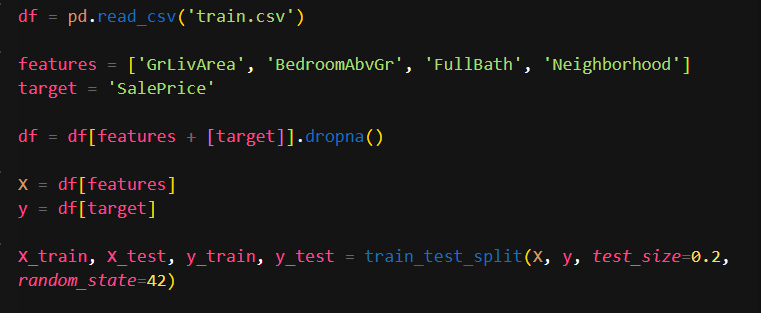 df = pd.read_csv('train.csv')
features = ['GrLivArea', 'BedroomAbvGr', 'FullBath', 'Neighborhood']
target = 'SalePrice'
df = df[features + [target]].dropna()
X = df[features]
y = df[target]
X_train, X_test, y_train, y_test = train_test_split(X, y, test_size=0.2,
random_state=42)